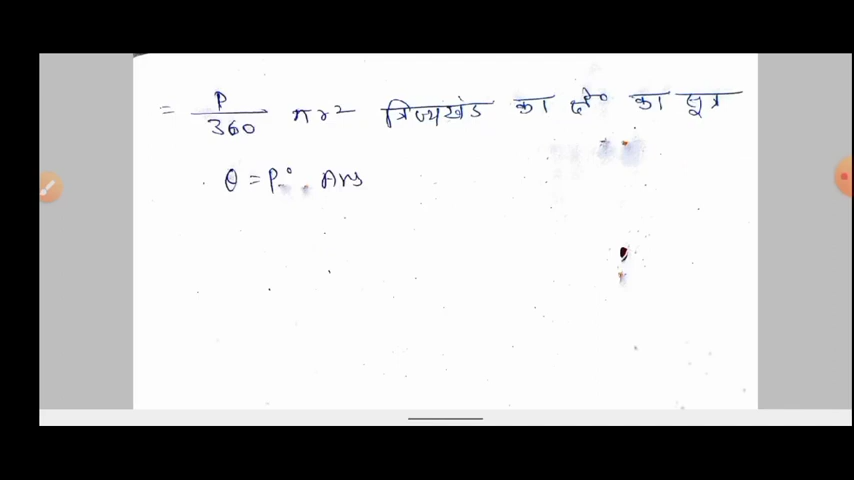 = P/360 πr² त्रिज्यखंड का क्षे० का सूत्र
θ = P° Ans